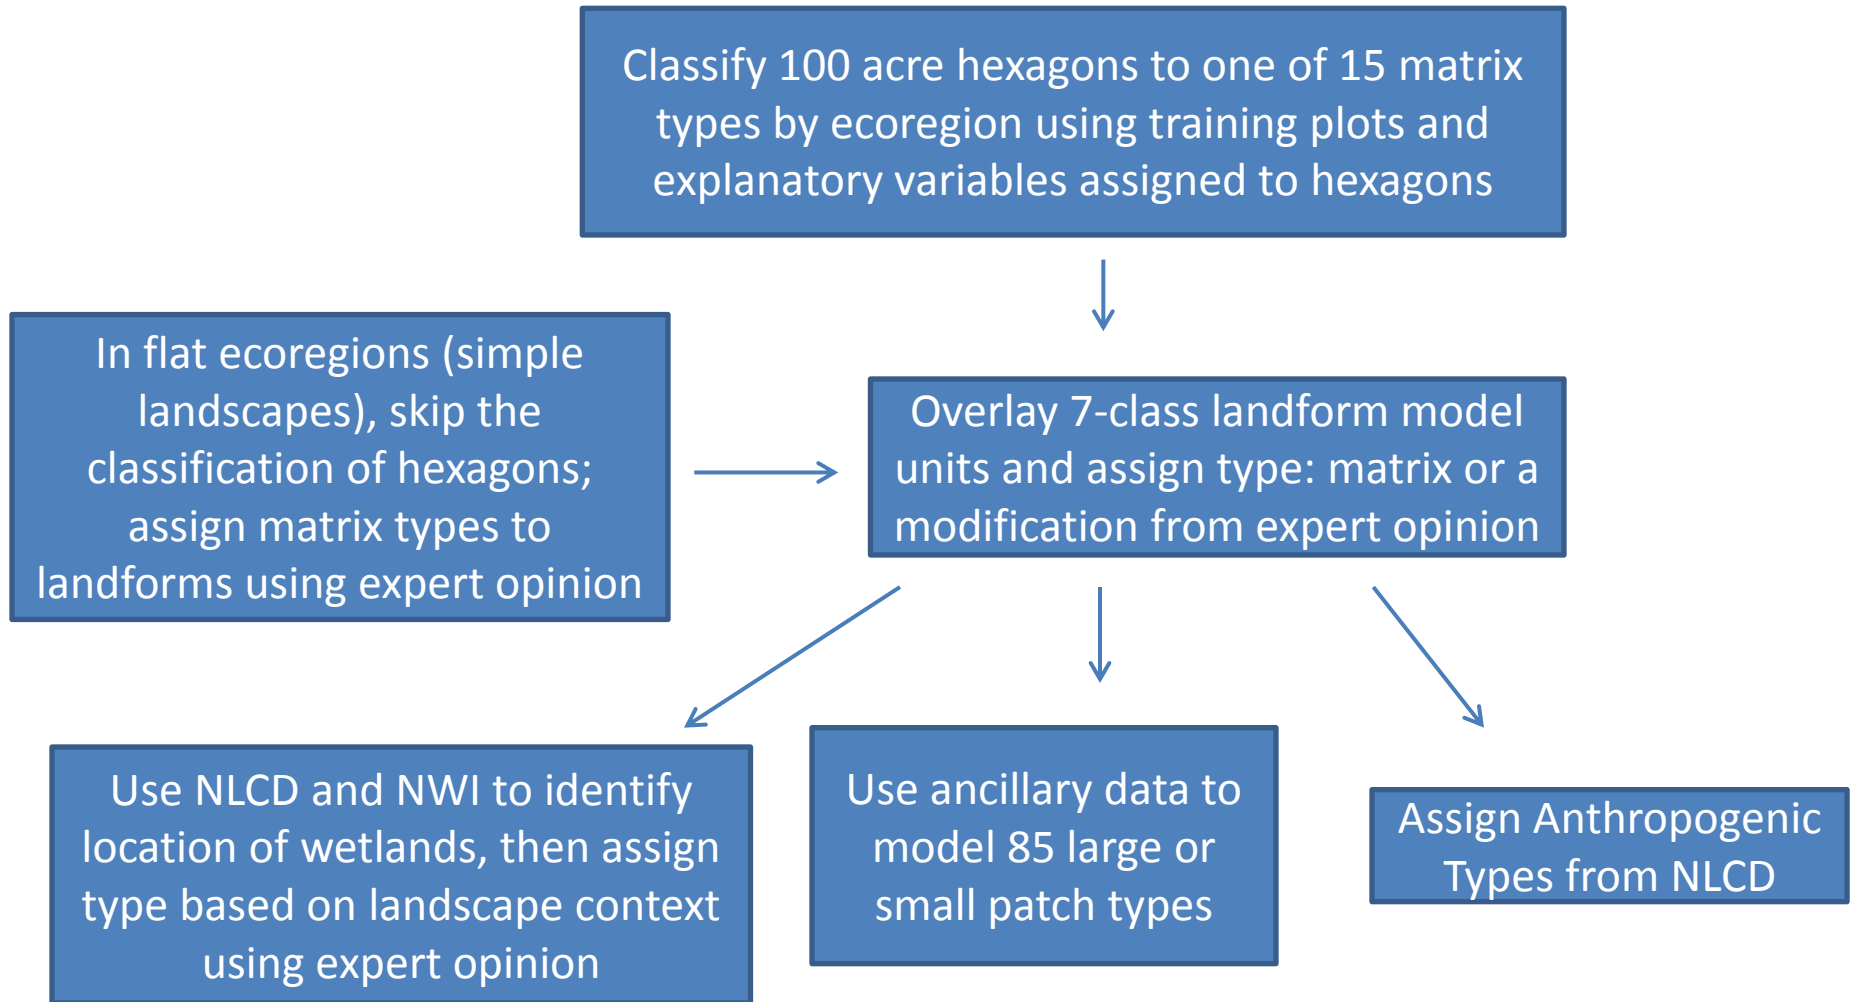 Classify 100 acre hexagons to one of 15 matrix
types by ecoregion using training plots and
explanatory variables assigned to hexagons
In flat ecoregions (simple
landscapes), skip the
classification of hexagons;
assign matrix types to
landforms using expert opinion
Overlay 7-class landform model
units and assign type: matrix or a
modification from expert opinion
Use NLCD and NWI to identify
location of wetlands, then assign
type based on landscape context
using expert opinion
Use ancillary data to
model 85 large or
small patch types
Assign Anthropogenic
Types from NLCD